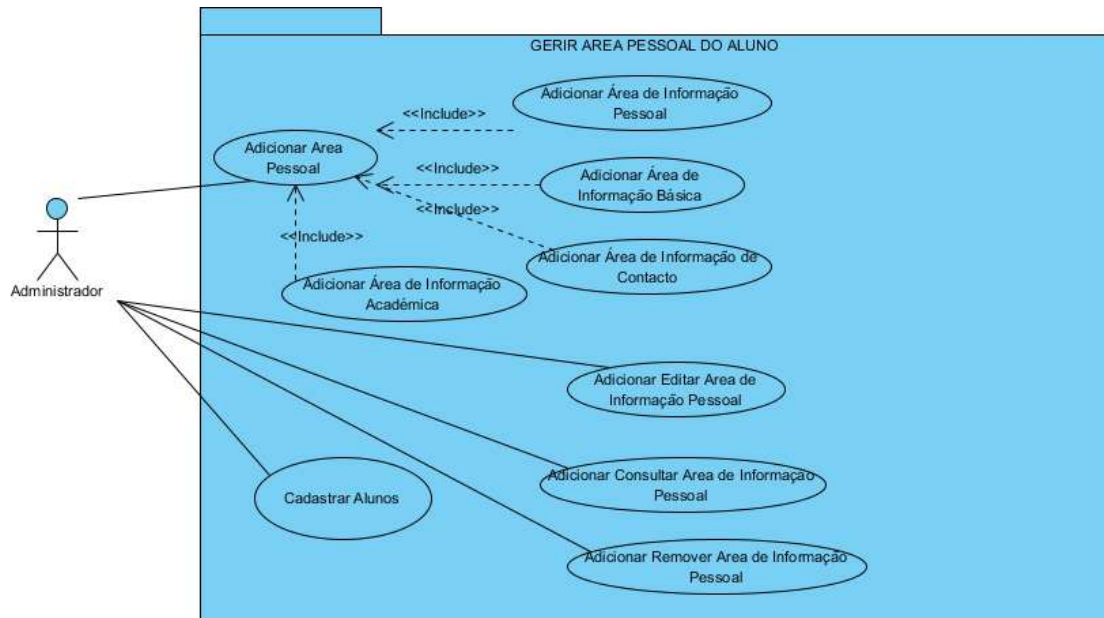 GERIR AREA PESSOAL DO ALUNO
Adicionar Área de Informação
Pessoal
<<Include>>
Adicionar Area
Pessoal
<<Include>>
Adicionar Área de
Informação Básica
<<Include>>
<<Include>>
Adicionar Área de Informação de
Contacto
Adicionar Área de Informação
Académica
Administrador
Adicionar Editar Area de
Informação Pessoal
Adicionar Consultar Area de Informação
Pessoal
Cadastrar Alunos
Adicionar Remover Area de Informação
Pessoal